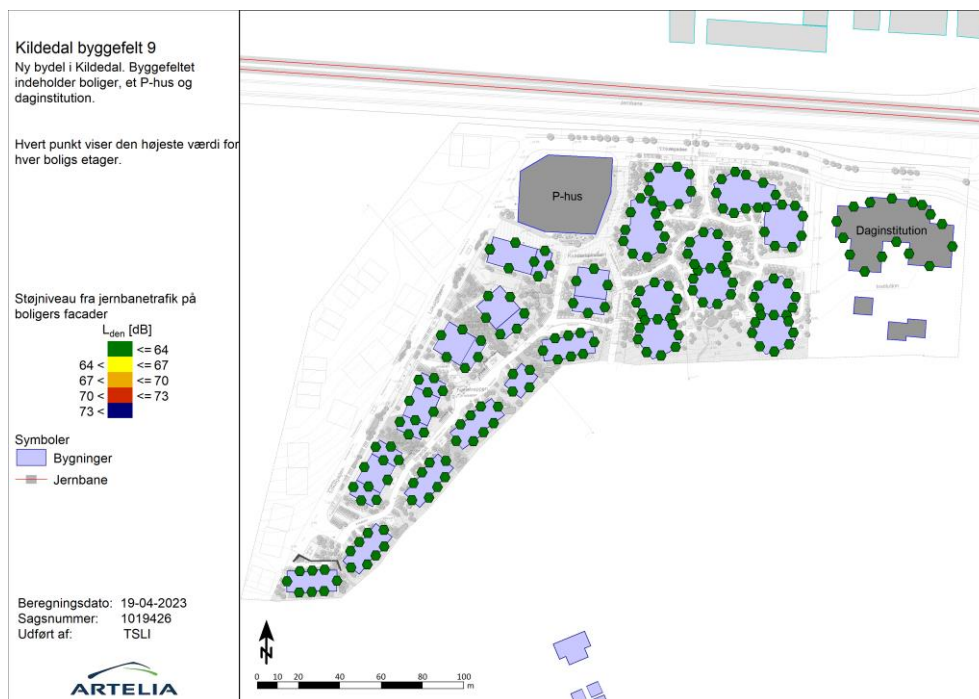 Kildedal byggefelt 9
Ny bydel i Kildedal. Byggefeltet
indeholder boliger, et P-hus og
daginstitution.
Hvert punkt viser den højeste værdi for
hver boligs etager.
Støjniveau fra jernbanetrafik på
boligers facader
Lden [dB]
<= 64
64 < <= 67
67 < <= 70
70 < <= 73
73 <
Symboler
Bygninger
Jernbane
Beregningsdato: 19-04-2023
Sagsnummer: 1019426
Udført af: TSLI
ARTELIA
P-hus
Daginstitution
N
0 10 20 40 60 80 100
m